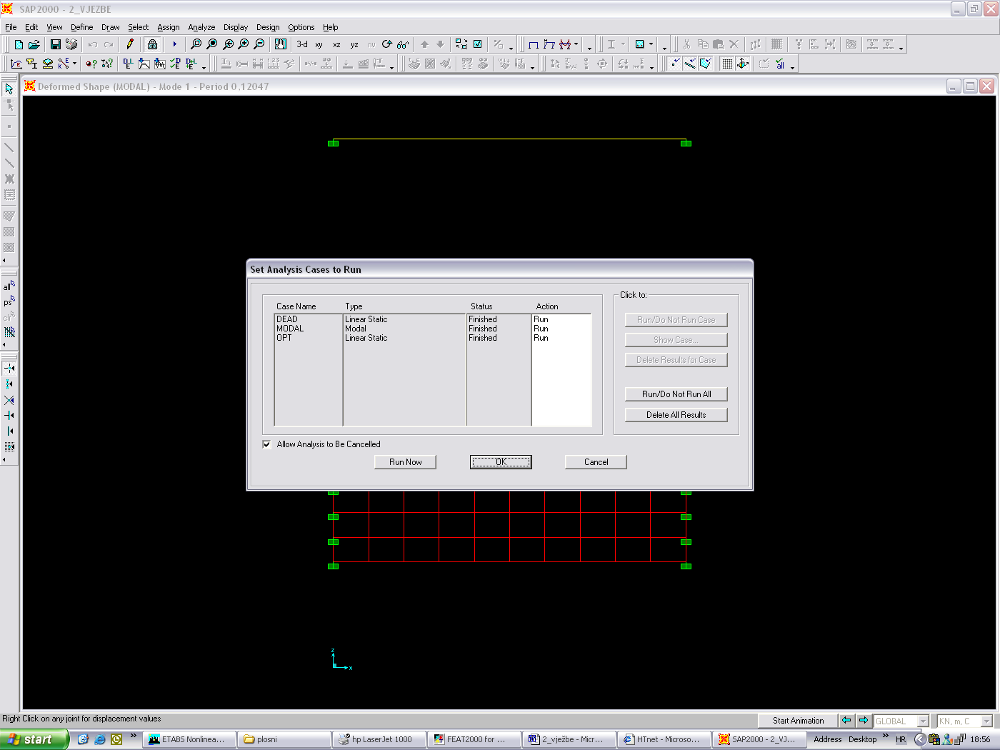 SAP2000 - 2_VJEZBE
File Edit View Define Draw Select Assign Analyze Display Design Options Help
3-d xy xz yz nv
all
Deformed Shape (MODAL) - Mode 1 - Period 0,12047
all
ps
clr
Set Analysis Cases to Run
Click to:
Case Name Type Status Action
DEAD Linear Static Finished Run
MODAL Modal Finished Run
OPT Linear Static Finished Run
Run/Do Not Run Case
Show Case...
Delete Results for Case
Run/Do Not Run All
Delete All Results
Allow Analysis to Be Cancelled
Run Now OK Cancel
z
x
Right Click on any joint for displacement values
Start Animation GLOBAL KN, m, C
start ETABS Nonlinea... plosni hp LaserJet 1000 FEAT2000 for ... 2_vježbe - Micr... HTnet - Microso... SAP2000 - 2_VJ... Address Desktop HR 18:56